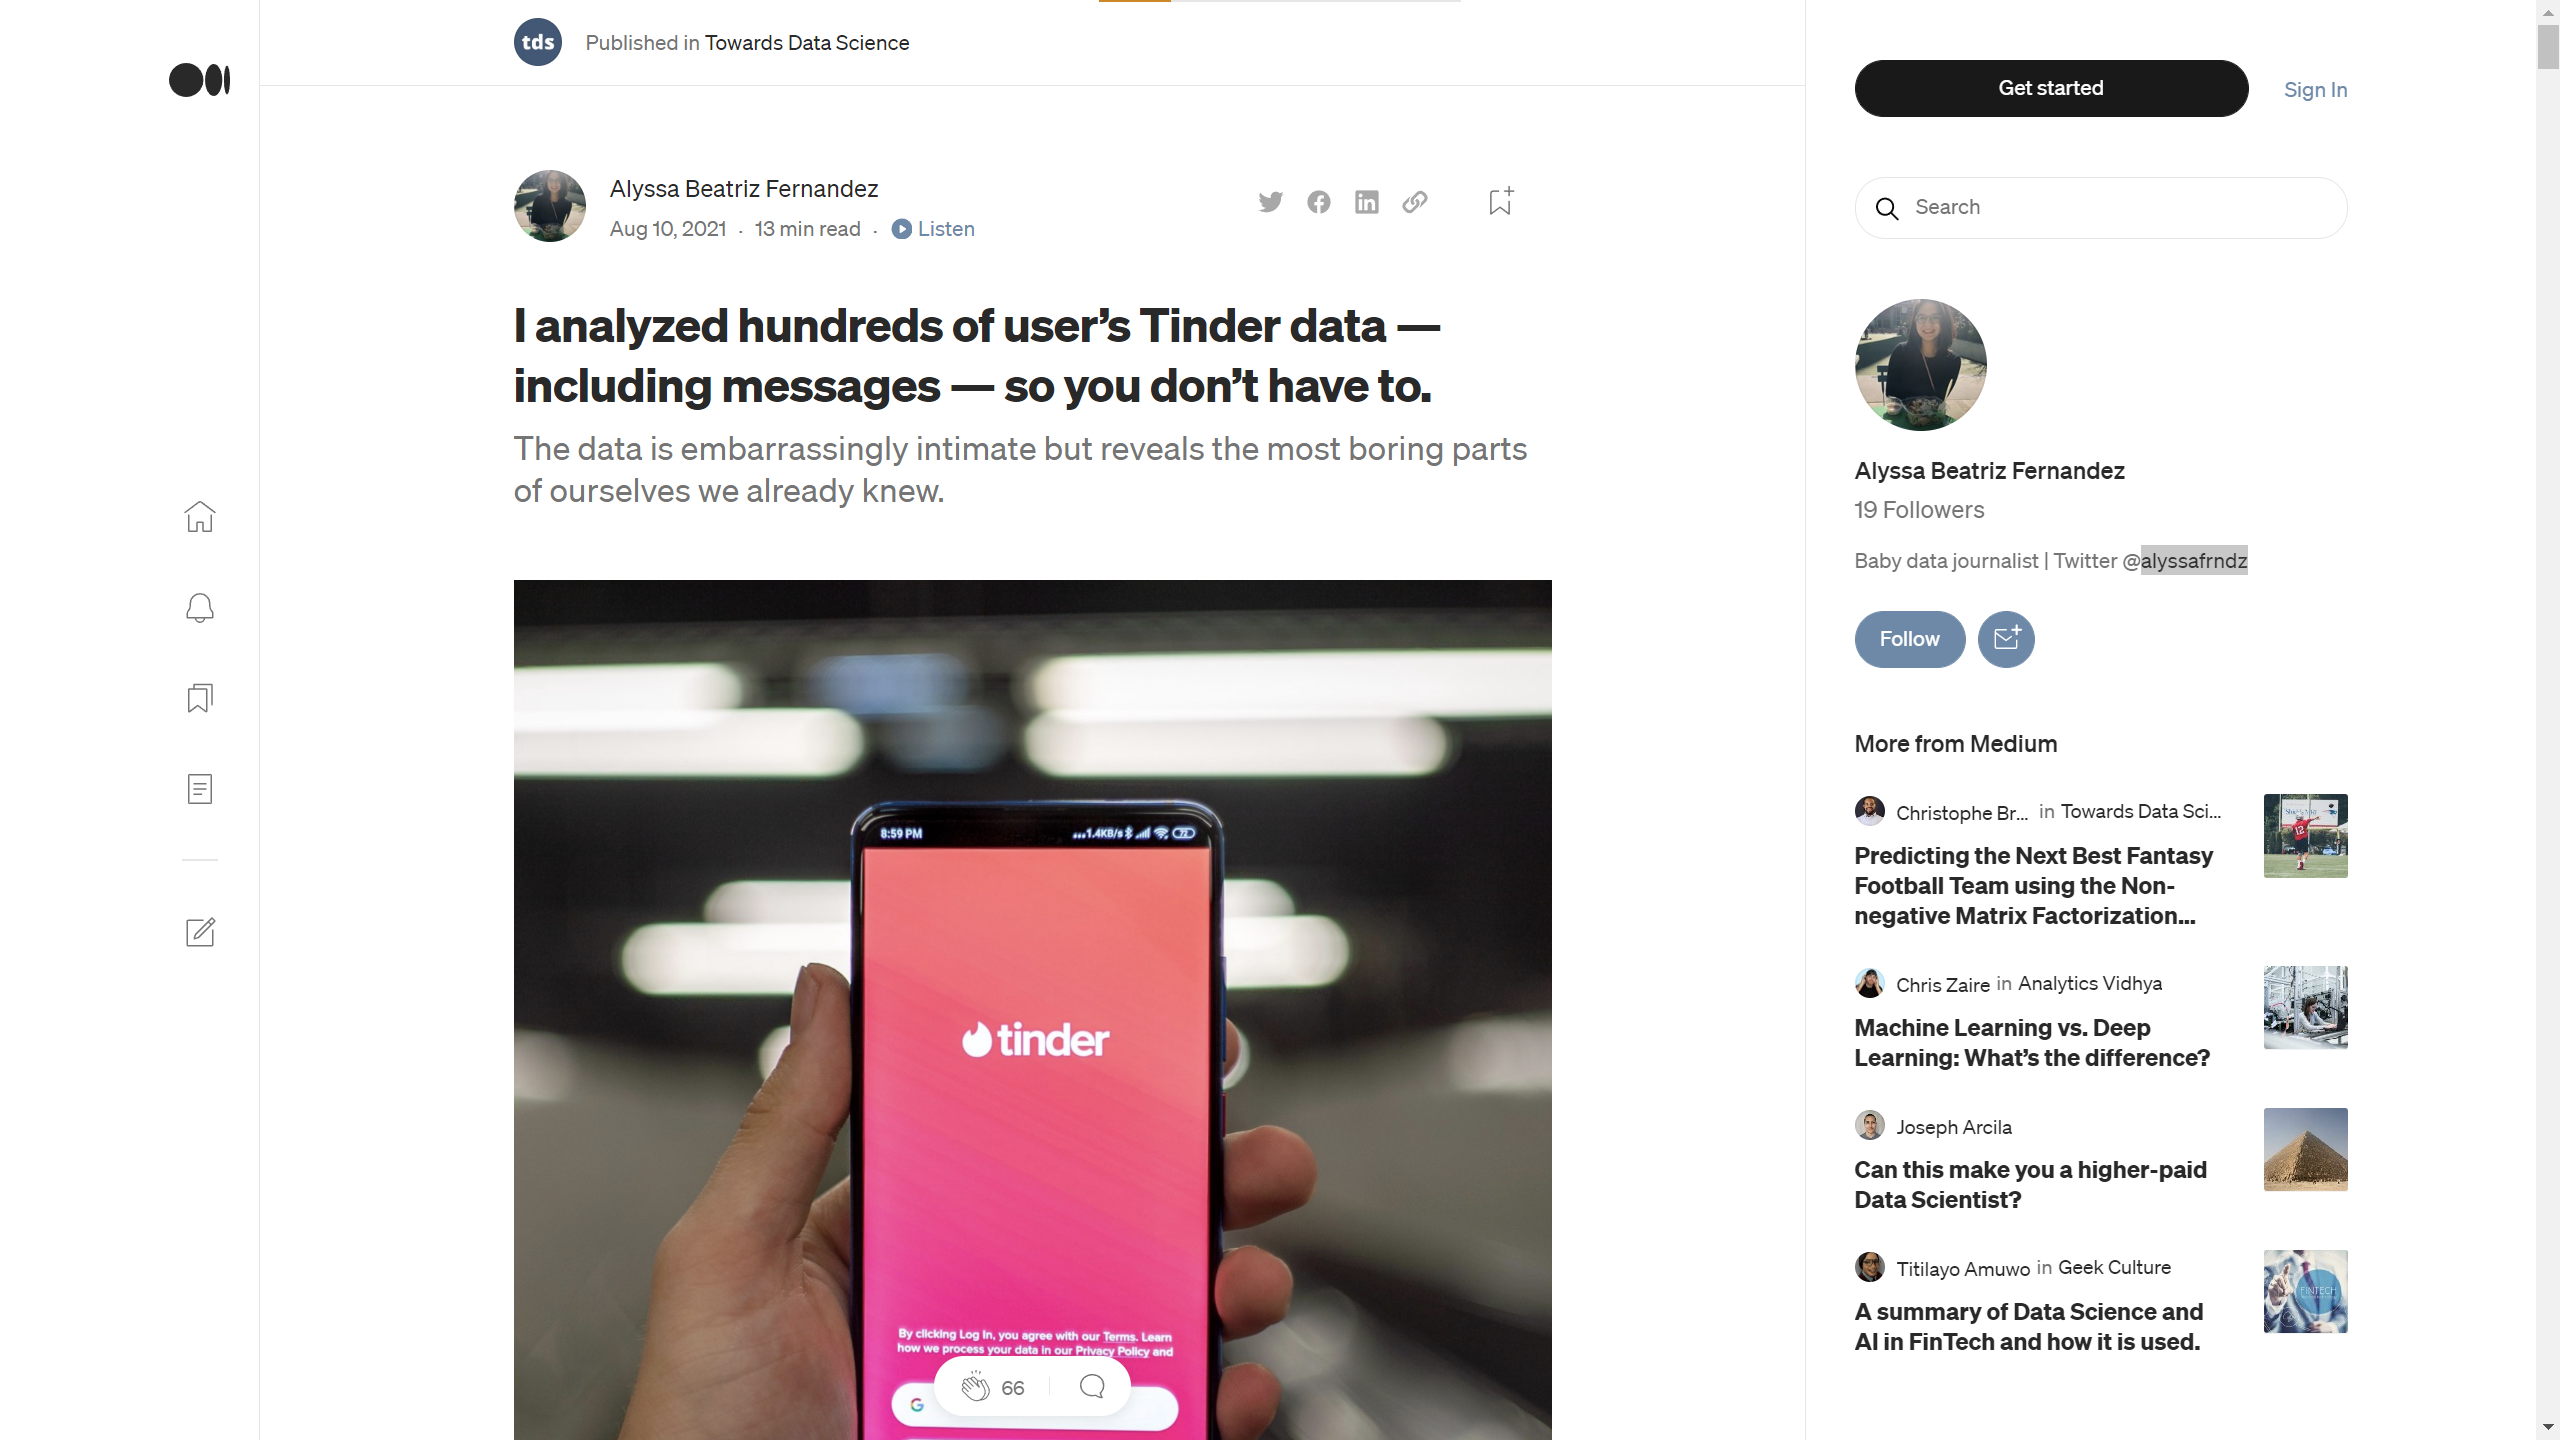 tds Published in Towards Data Science
Get started
Sign In
Alyssa Beatriz Fernandez
Aug 10, 2021 · 13 min read · Listen
Search
I analyzed hundreds of user’s Tinder data —
including messages — so you don’t have to.
The data is embarrassingly intimate but reveals the most boring parts
of ourselves we already knew.
8:59 PM ...1.4KB/s 72
tinder
By clicking Log In, you agree with our Terms. Learn
how we process your data in our Privacy Policy and
G
66
Alyssa Beatriz Fernandez
19 Followers
Baby data journalist | Twitter @alyssafrndz
Follow
More from Medium
Christophe Br... in Towards Data Sci...
Predicting the Next Best Fantasy
Football Team using the Non-
negative Matrix Factorization...
12
Chris Zaire in Analytics Vidhya
Machine Learning vs. Deep
Learning: What’s the difference?
Joseph Arcila
Can this make you a higher-paid
Data Scientist?
Titilayo Amuwo in Geek Culture
A summary of Data Science and
AI in FinTech and how it is used.
FINTECH